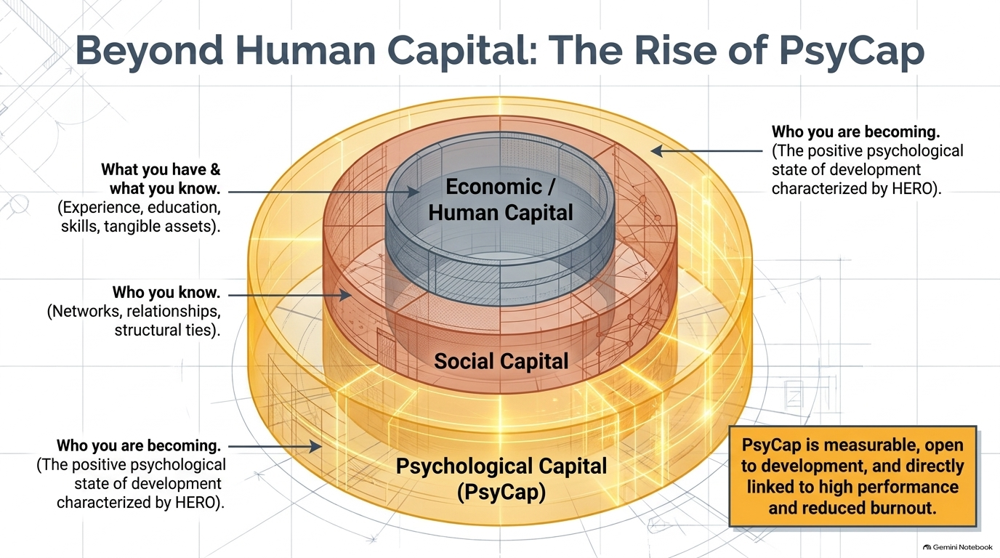 Beyond Human Capital: The Rise of PsyCap
What you have &
what you know.
(Experience, education,
skills, tangible assets).
Who you know.
(Networks, relationships,
structural ties).
Who you are becoming.
(The positive psychological
state of development
characterized by HERO).
Economic /
Human Capital
Social Capital
Psychological Capital
(PsyCap)
Who you are becoming.
(The positive psychological
state of development
characterized by HERO).
PsyCap is measurable, open
to development, and directly
linked to high performance
and reduced burnout.
Gemini Notebook